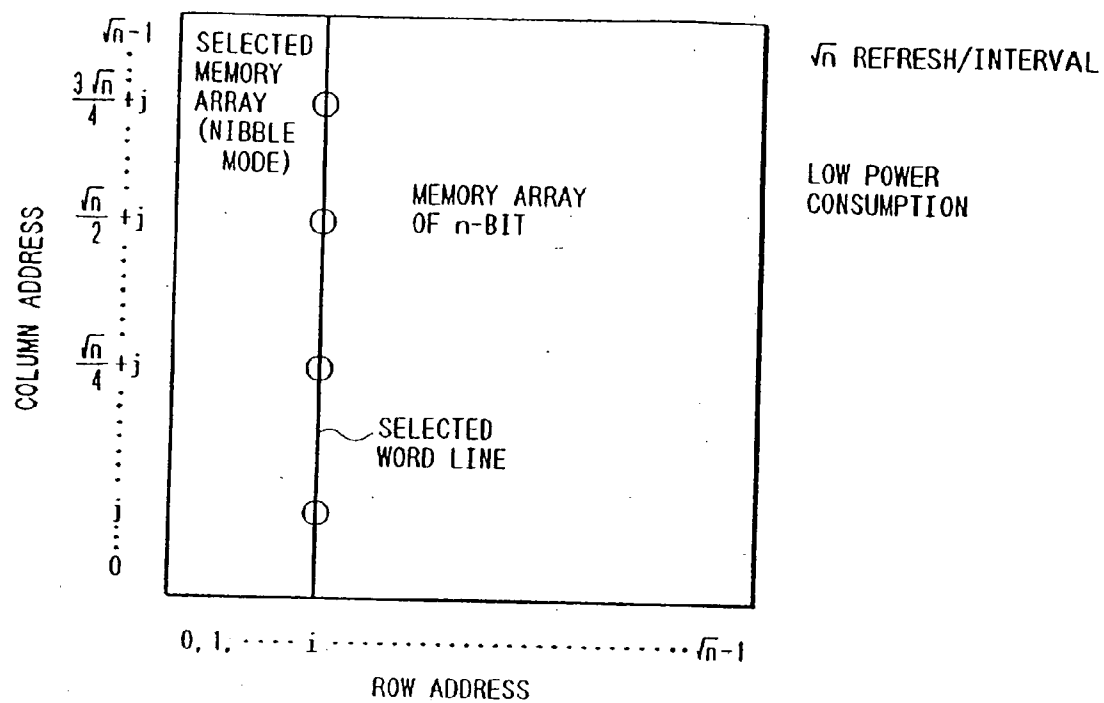 √n-1
3√n/4 +j
√n/2 +j
√n/4 +j
j
0
COLUMN ADDRESS
SELECTED
MEMORY
ARRAY
(NIBBLE
MODE)
MEMORY ARRAY
OF n-BIT
SELECTED
WORD LINE
√n REFRESH/INTERVAL
LOW POWER
CONSUMPTION
0, 1, ···· i ························ √n-1
ROW ADDRESS